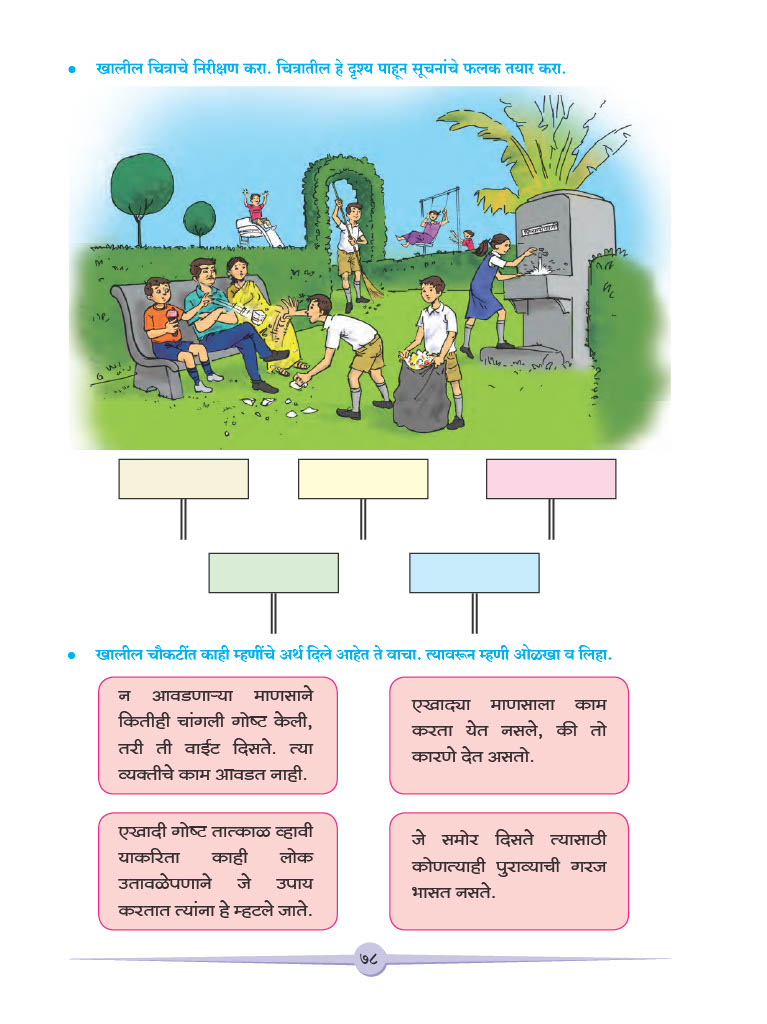 खालील चित्राचे निरीक्षण करा. चित्रातील हे दृश्य पाहून सूचनांचे फलक तयार करा.
खालील चौकटींत काही म्हणींचे अर्थ दिले आहेत ते वाचा. त्यावरून म्हणी ओळखा व लिहा.
न आवडणाऱ्या माणसाने
कितीही चांगली गोष्ट केली,
तरी ती वाईट दिसते. त्या
व्यक्तीचे काम आवडत नाही.
एखाद्या माणसाला काम
करता येत नसले, की तो
कारणे देत असतो.
एखादी गोष्ट तात्काळ व्हावी
याकरिता काही लोक
उतावळेपणाने जे उपाय
करतात त्यांना हे म्हटले जाते.
जे समोर दिसते त्यासाठी
कोणत्याही पुराव्याची गरज
भासत नसते.
७८